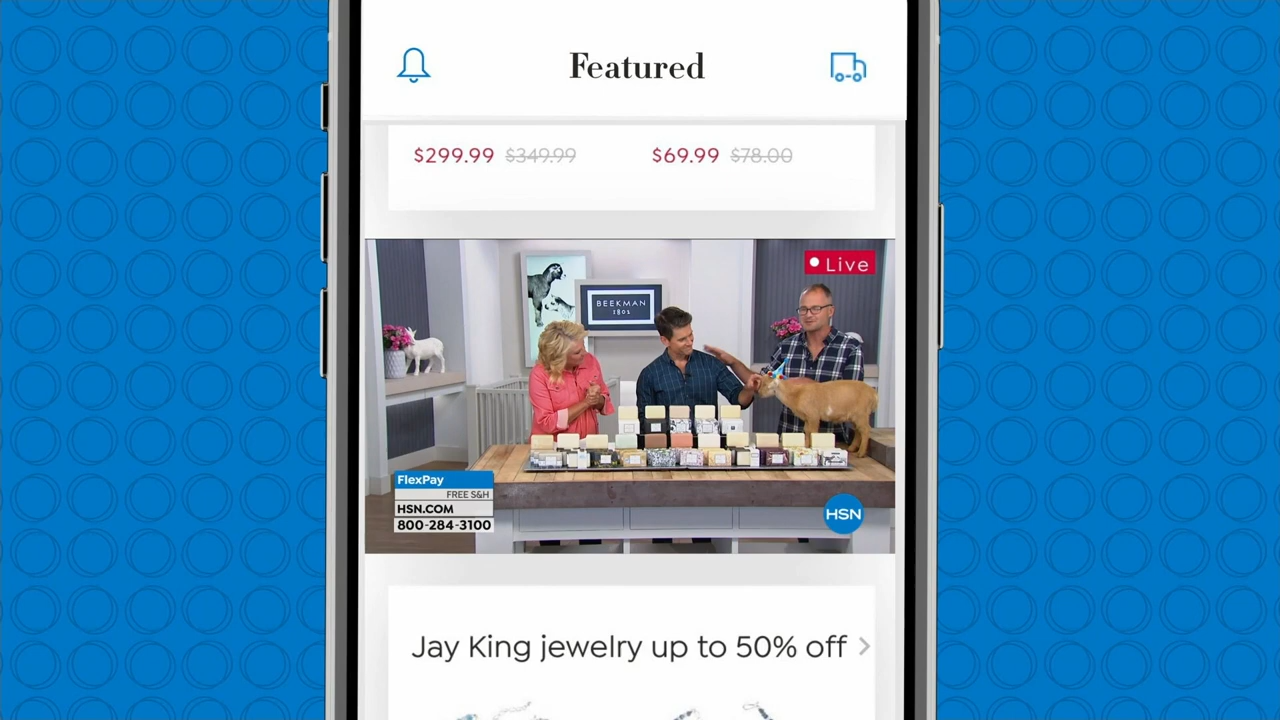 Featured
$299.99 $349.99 $69.99 $78.00
Live
BEEKMAN
1802
FlexPay
FREE S&H
HSN.COM
800-284-3100
HSN
Jay King jewelry up to 50% off